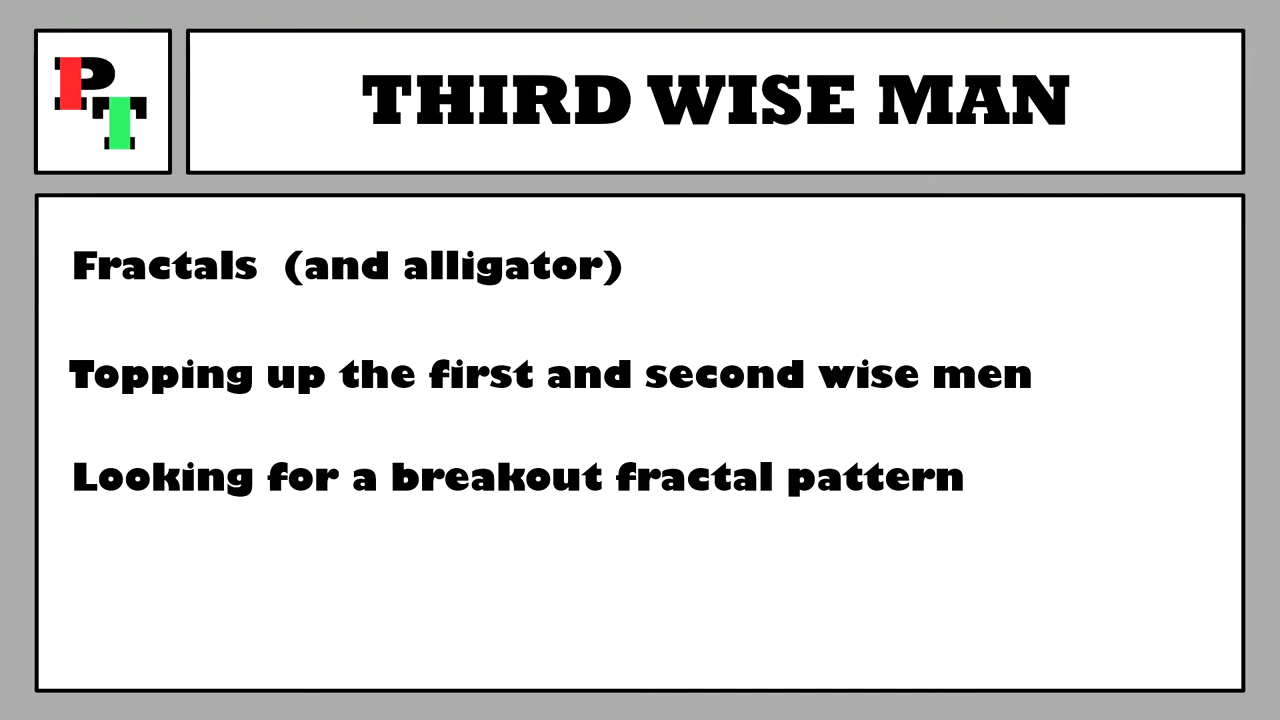 PT
THIRD WISE MAN
Fractals (and alligator)
Topping up the first and second wise men
Looking for a breakout fractal pattern